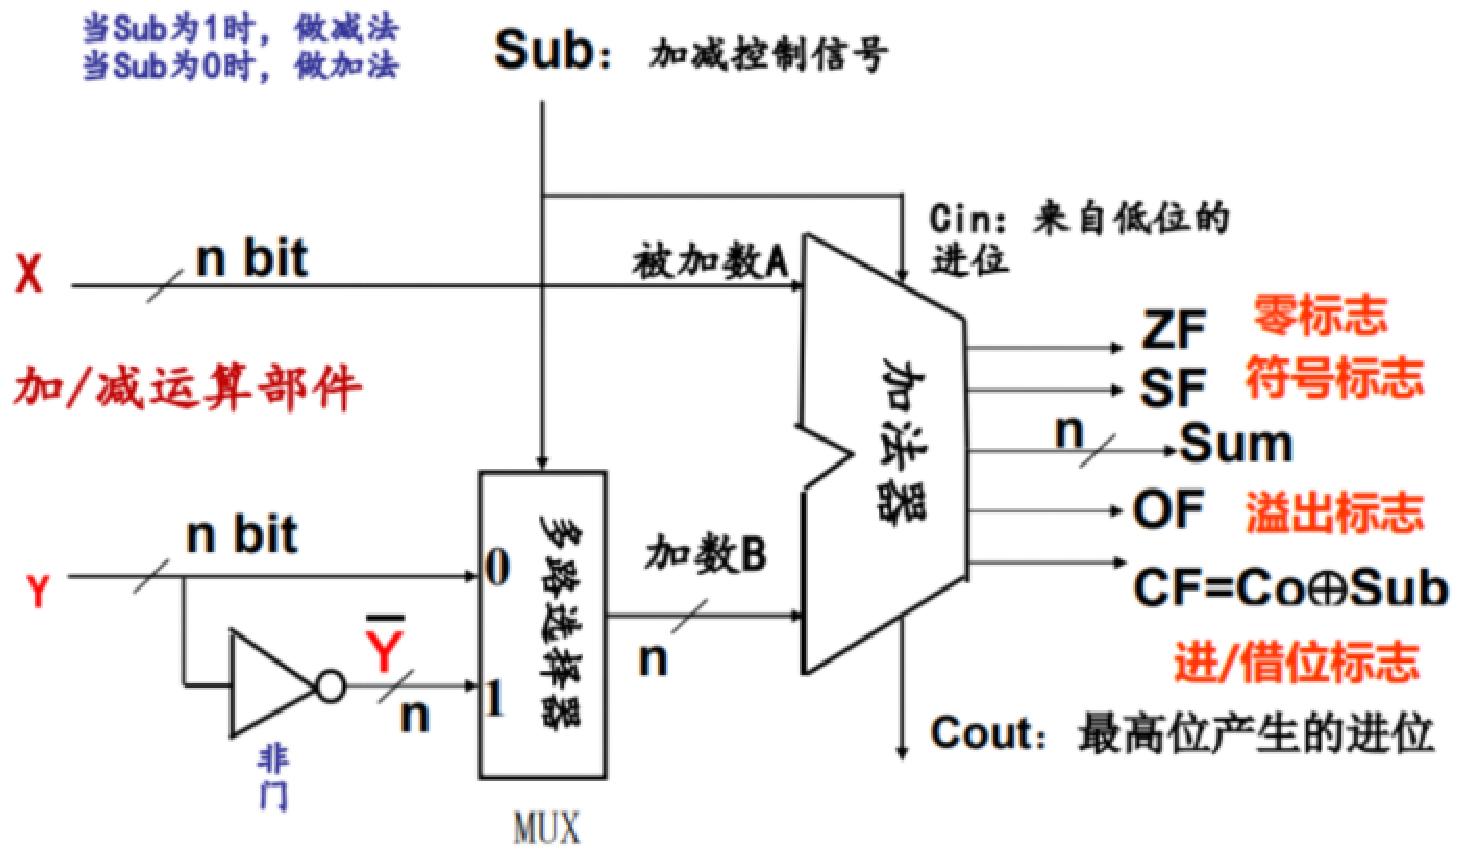 当Sub为1时，做减法
当Sub为0时，做加法
Sub：加减控制信号
Cin：来自低位的
进位
X
n bit
被加数A
ZF 零标志
SF 符号标志
加/减运算部件
加法器
n
Sum
OF 溢出标志
n bit
Y
0
多路选择器
加数B
n
CF=Co⊕Sub
进/借位标志
Y̅
n
1
非门
Cout：最高位产生的进位
MUX